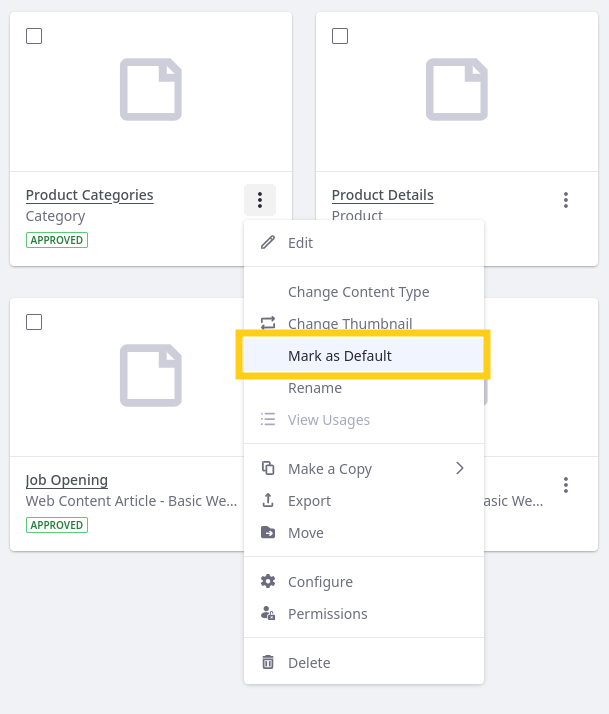 Product Categories
Category
APPROVED
Product Details
Product
Edit
Change Content Type
Change Thumbnail
Mark as Default
Rename
View Usages
Make a Copy
Export
Move
Configure
Permissions
Delete
Job Opening
Web Content Article - Basic We...
APPROVED
asic We...